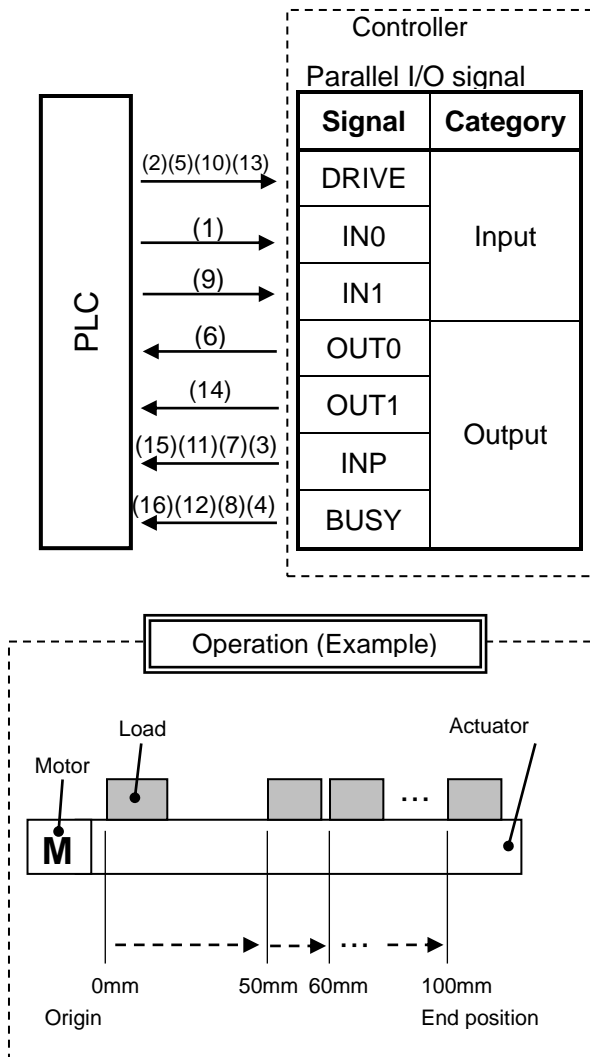 Controller
Parallel I/O signal
Signal Category
(2)(5)(10)(13)
DRIVE
(1)
IN0
Input
(9)
IN1
PLC
(6)
OUT0
(14)
OUT1
Output
(15)(11)(7)(3)
INP
(16)(12)(8)(4)
BUSY
Operation (Example)
Load
Actuator
Motor
...
M
...
0mm 50mm 60mm 100mm
Origin End position